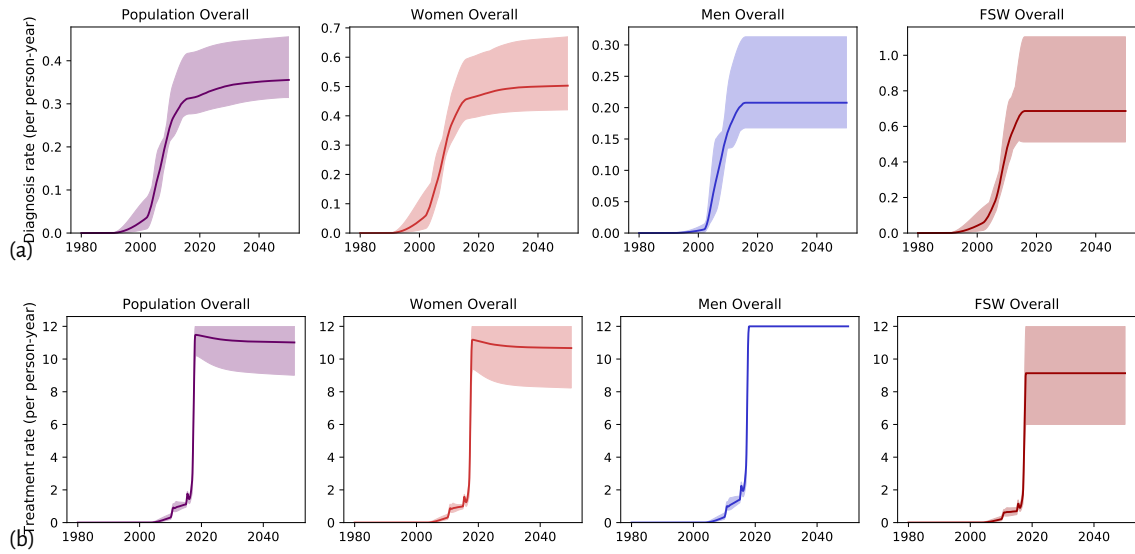 Population Overall
Women Overall
Men Overall
FSW Overall
Diagnosis rate (per person-year)
0.4
0.3
0.2
0.1
0.0
1980 2000 2020 2040
0.7
0.6
0.5
0.4
0.3
0.2
0.1
0.0
1980 2000 2020 2040
0.30
0.25
0.20
0.15
0.10
0.05
0.00
1980 2000 2020 2040
1.0
0.8
0.6
0.4
0.2
0.0
1980 2000 2020 2040
(a)
Population Overall
Women Overall
Men Overall
FSW Overall
Treatment rate (per person-year)
12
10
8
6
4
2
0
1980 2000 2020 2040
12
10
8
6
4
2
0
1980 2000 2020 2040
12
10
8
6
4
2
0
1980 2000 2020 2040
12
10
8
6
4
2
0
1980 2000 2020 2040
(b)